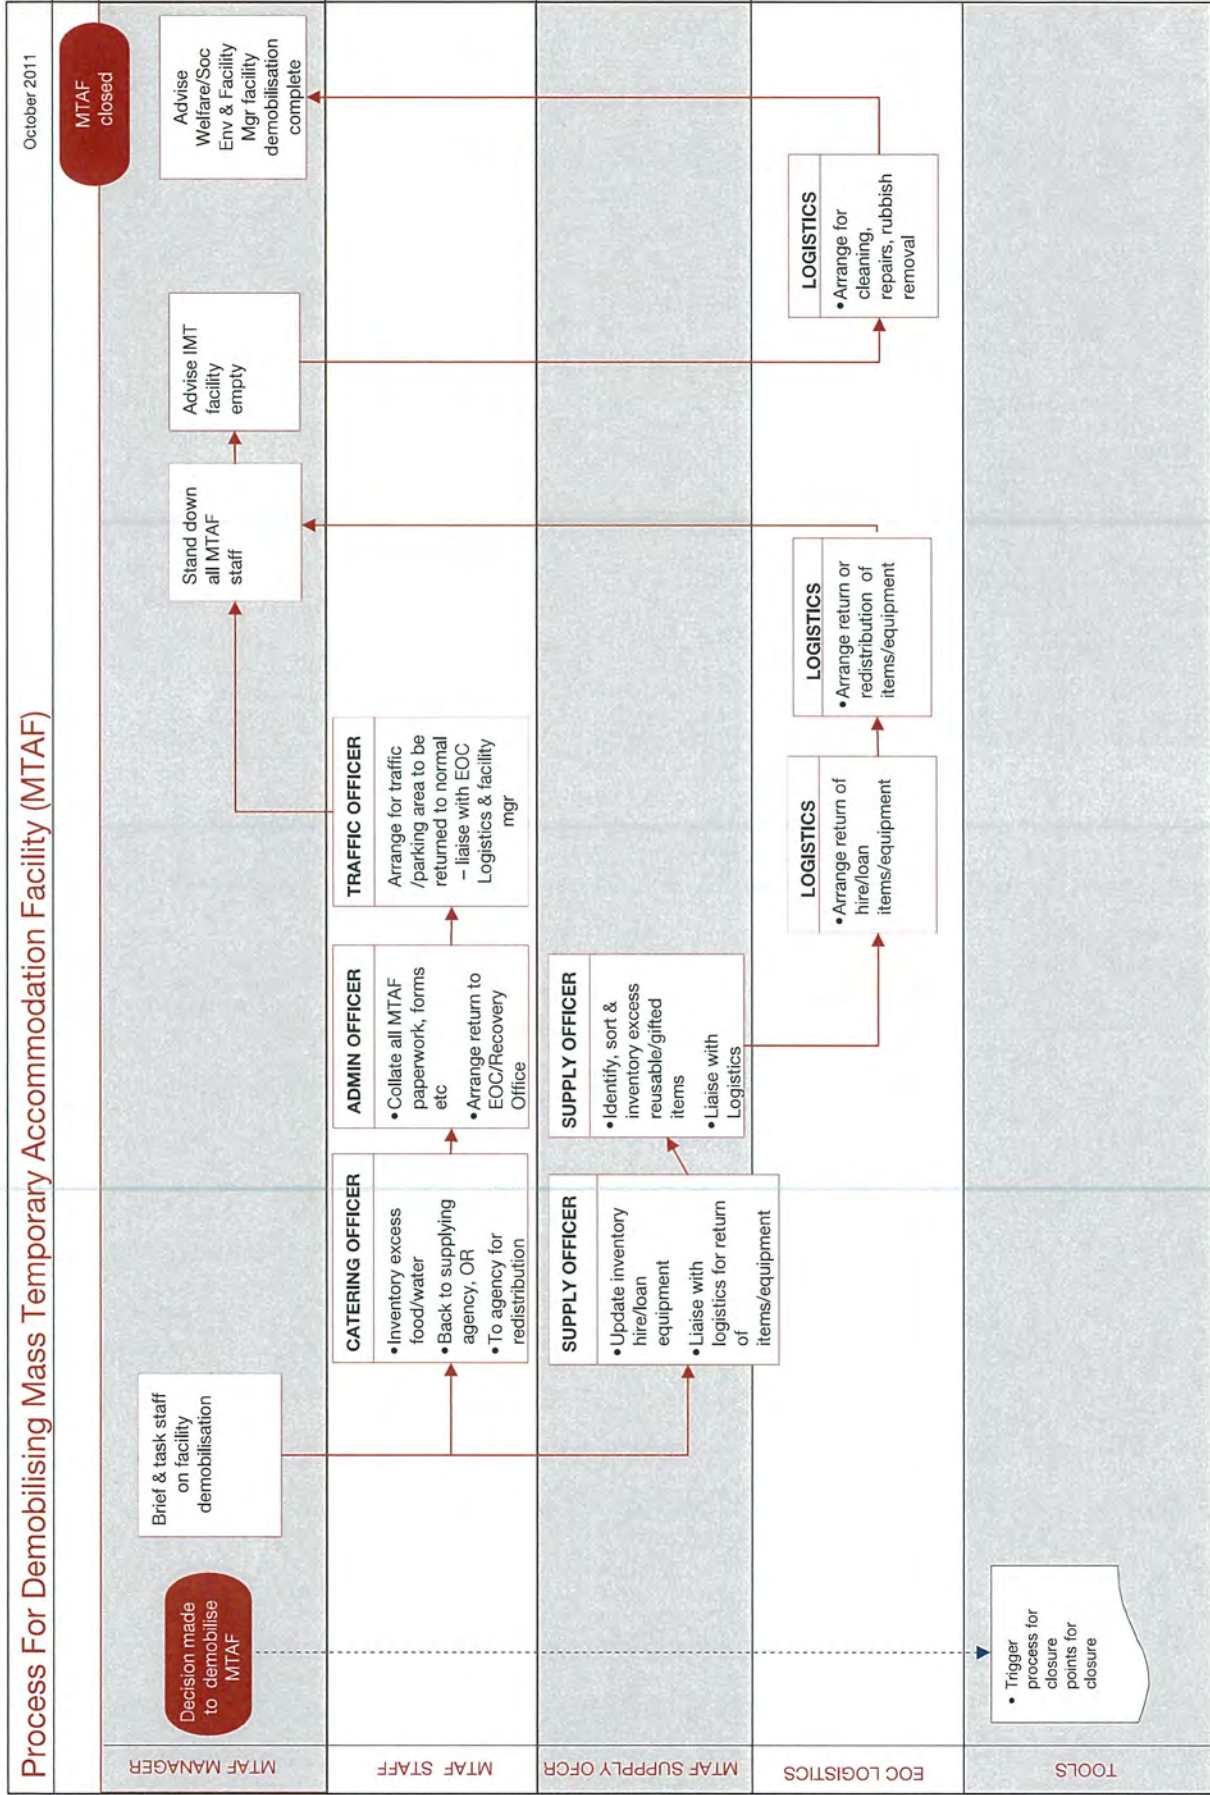 Process For Demobilising Mass Temporary Accommodation Facility (MTAF)
October 2011
MTAF MANAGER
Decision made
to demobilise
MTAF
Brief & task staff
on facility
demobilisation
Stand down
all MTAF
staff
Advise IMT
facility
empty
MTAF
closed
Advise
Welfare/Soc
Env & Facility
Mgr facility
demobilisation
complete
MTAF STAFF
CATERING OFFICER
• Inventory excess
food/water
• Back to supplying
agency, OR
• To agency for
redistribution
ADMIN OFFICER
• Collate all MTAF
paperwork, forms
etc
• Arrange return to
EOC/Recovery
Office
TRAFFIC OFFICER
Arrange for traffic
/parking area to be
returned to normal
– liaise with EOC
Logistics & facility
mgr
MTAF SUPPPLY OFCR
SUPPLY OFFICER
• Update inventory
hire/loan
equipment
• Liaise with
logistics for return
of
items/equipment
SUPPLY OFFICER
• Identify, sort &
inventory excess
reusable/gifted
items
• Liaise with
Logistics
EOC LOGISTISCS
LOGISTICS
• Arrange return of
hire/loan
items/equipment
LOGISTICS
• Arrange return or
redistribution of
items/equipment
LOGISTICS
• Arrange for
cleaning,
repairs, rubbish
removal
TOOLS
• Trigger
process for
closure
points for
closure